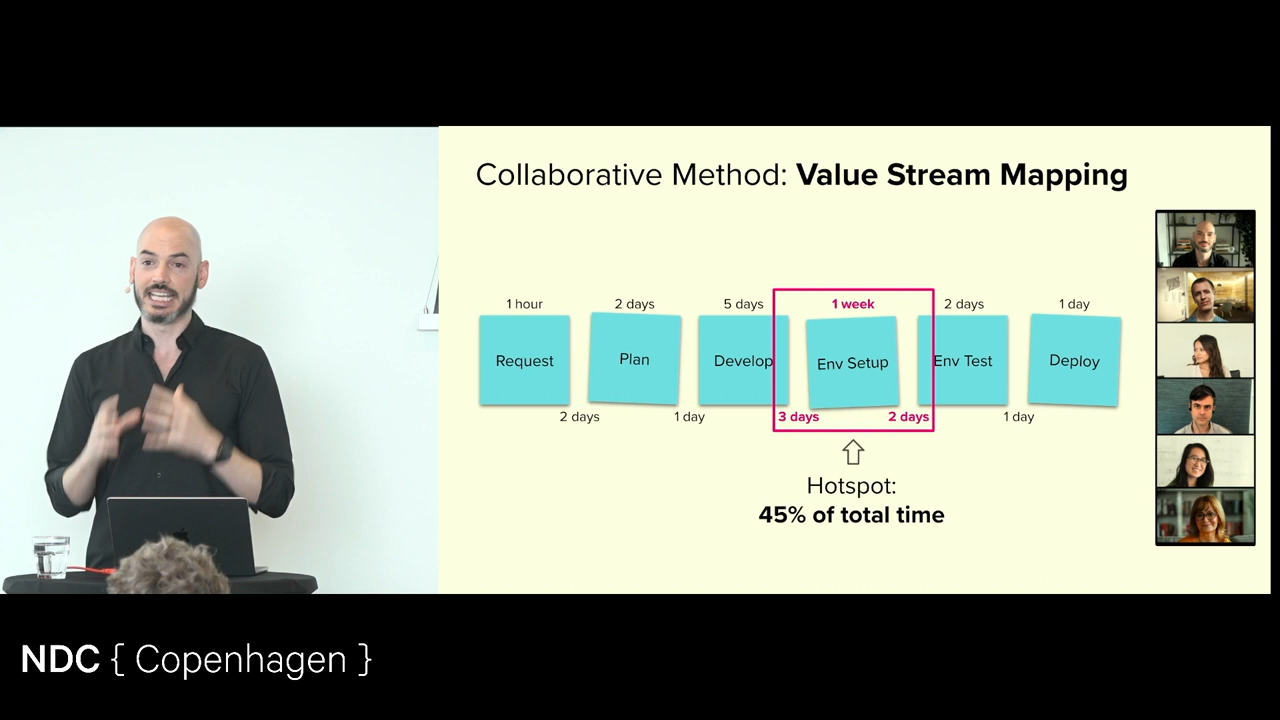 Collaborative Method: Value Stream Mapping
1 hour 2 days 5 days 1 week 2 days 1 day
Request Plan Develop Env Setup Env Test Deploy
2 days 1 day 3 days 2 days 1 day
Hotspot:
45% of total time
NDC { Copenhagen }